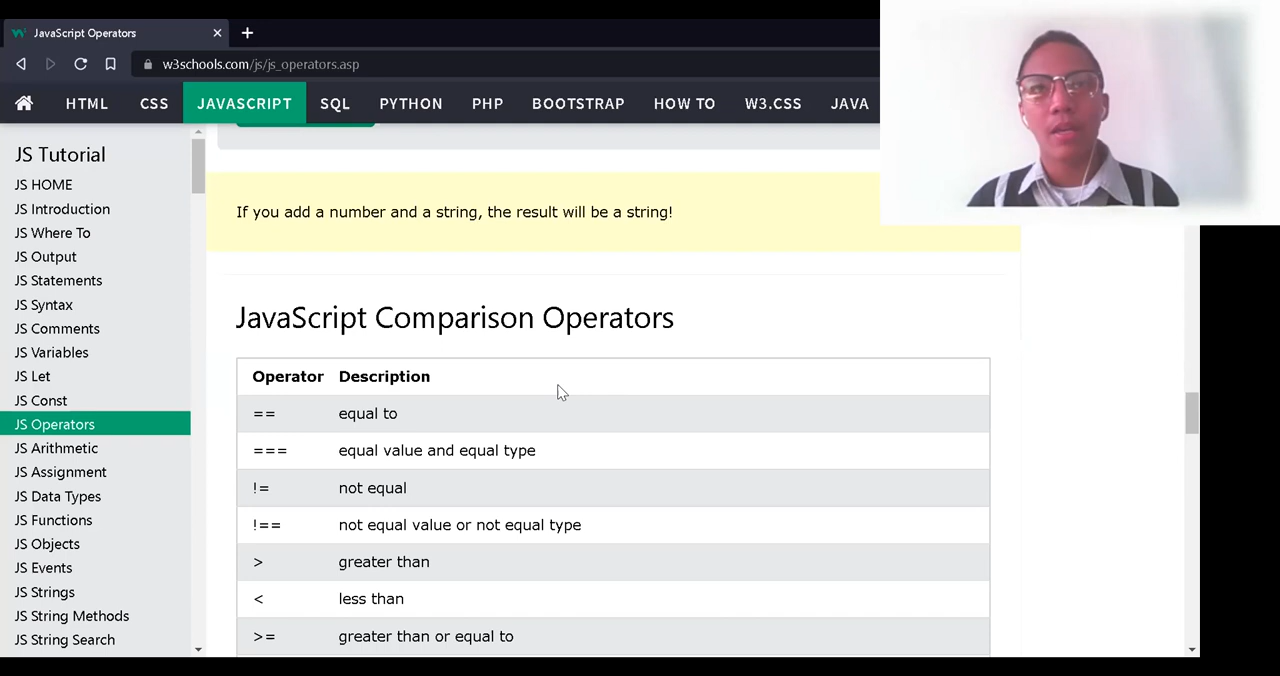 JavaScript Operators
w3schools.com/js/js_operators.asp
HTML CSS JAVASCRIPT SQL PYTHON PHP BOOTSTRAP HOW TO W3.CSS JAVA
JS Tutorial
JS HOME
JS Introduction
JS Where To
JS Output
JS Statements
JS Syntax
JS Comments
JS Variables
JS Let
JS Const
JS Operators
JS Arithmetic
JS Assignment
JS Data Types
JS Functions
JS Objects
JS Events
JS Strings
JS String Methods
JS String Search
If you add a number and a string, the result will be a string!
JavaScript Comparison Operators
Operator Description
== equal to
=== equal value and equal type
!= not equal
!== not equal value or not equal type
> greater than
< less than
>= greater than or equal to